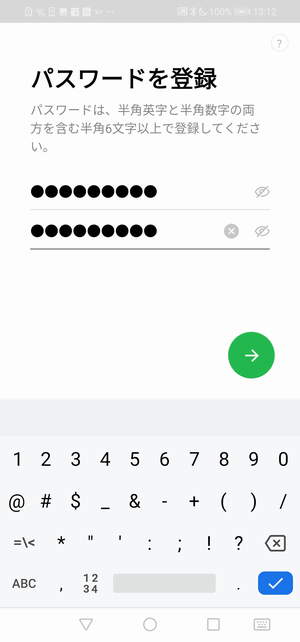 100% 13:12
?
パスワードを登録
パスワードは、半角英字と半角数字の両
方を含む半角6文字以上で登録してくださ
い。
●●●●●●●●●
●●●●●●●●●
1 2 3 4 5 6 7 8 9 0
@ # $ _ & - + ( ) /
=\< * " ' : ; ! ?
ABC , 12 .
34